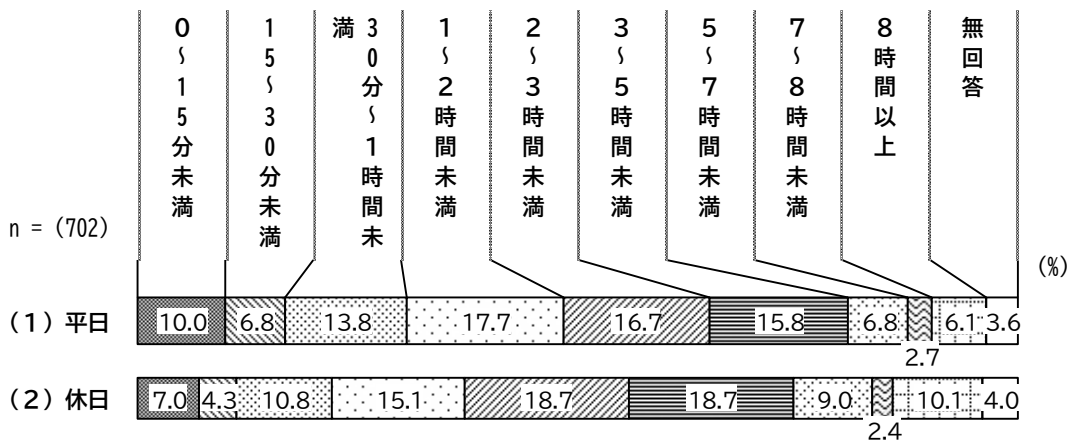 0〜15分未満
15〜30分未満
30分〜1時間未満
1〜2時間未満
2〜3時間未満
3〜5時間未満
5〜7時間未満
7〜8時間未満
8時間以上
無回答
n = (702)
(%)
(1) 平日 10.0 6.8 13.8 17.7 16.7 15.8 6.8 2.7 6.1 3.6
(2) 休日 7.0 4.3 10.8 15.1 18.7 18.7 9.0 2.4 10.1 4.0